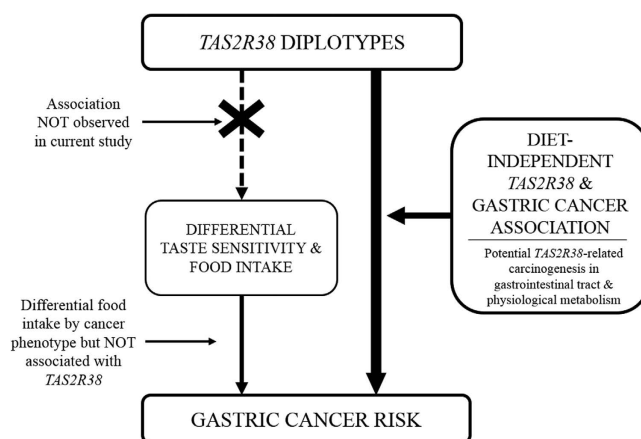 TAS2R38 DIPLOTYPES
Association
NOT observed
in current study
DIFFERENTIAL
TASTE SENSITIVITY &
FOOD INTAKE
DIET-
INDEPENDENT
TAS2R38 &
GASTRIC CANCER
ASSOCIATION
Potential TAS2R38-related
carcinogenesis in
gastrointestinal tract &
physiological metabolism
Differential food
intake by cancer
phenotype but NOT
associated with
TAS2R38
GASTRIC CANCER RISK